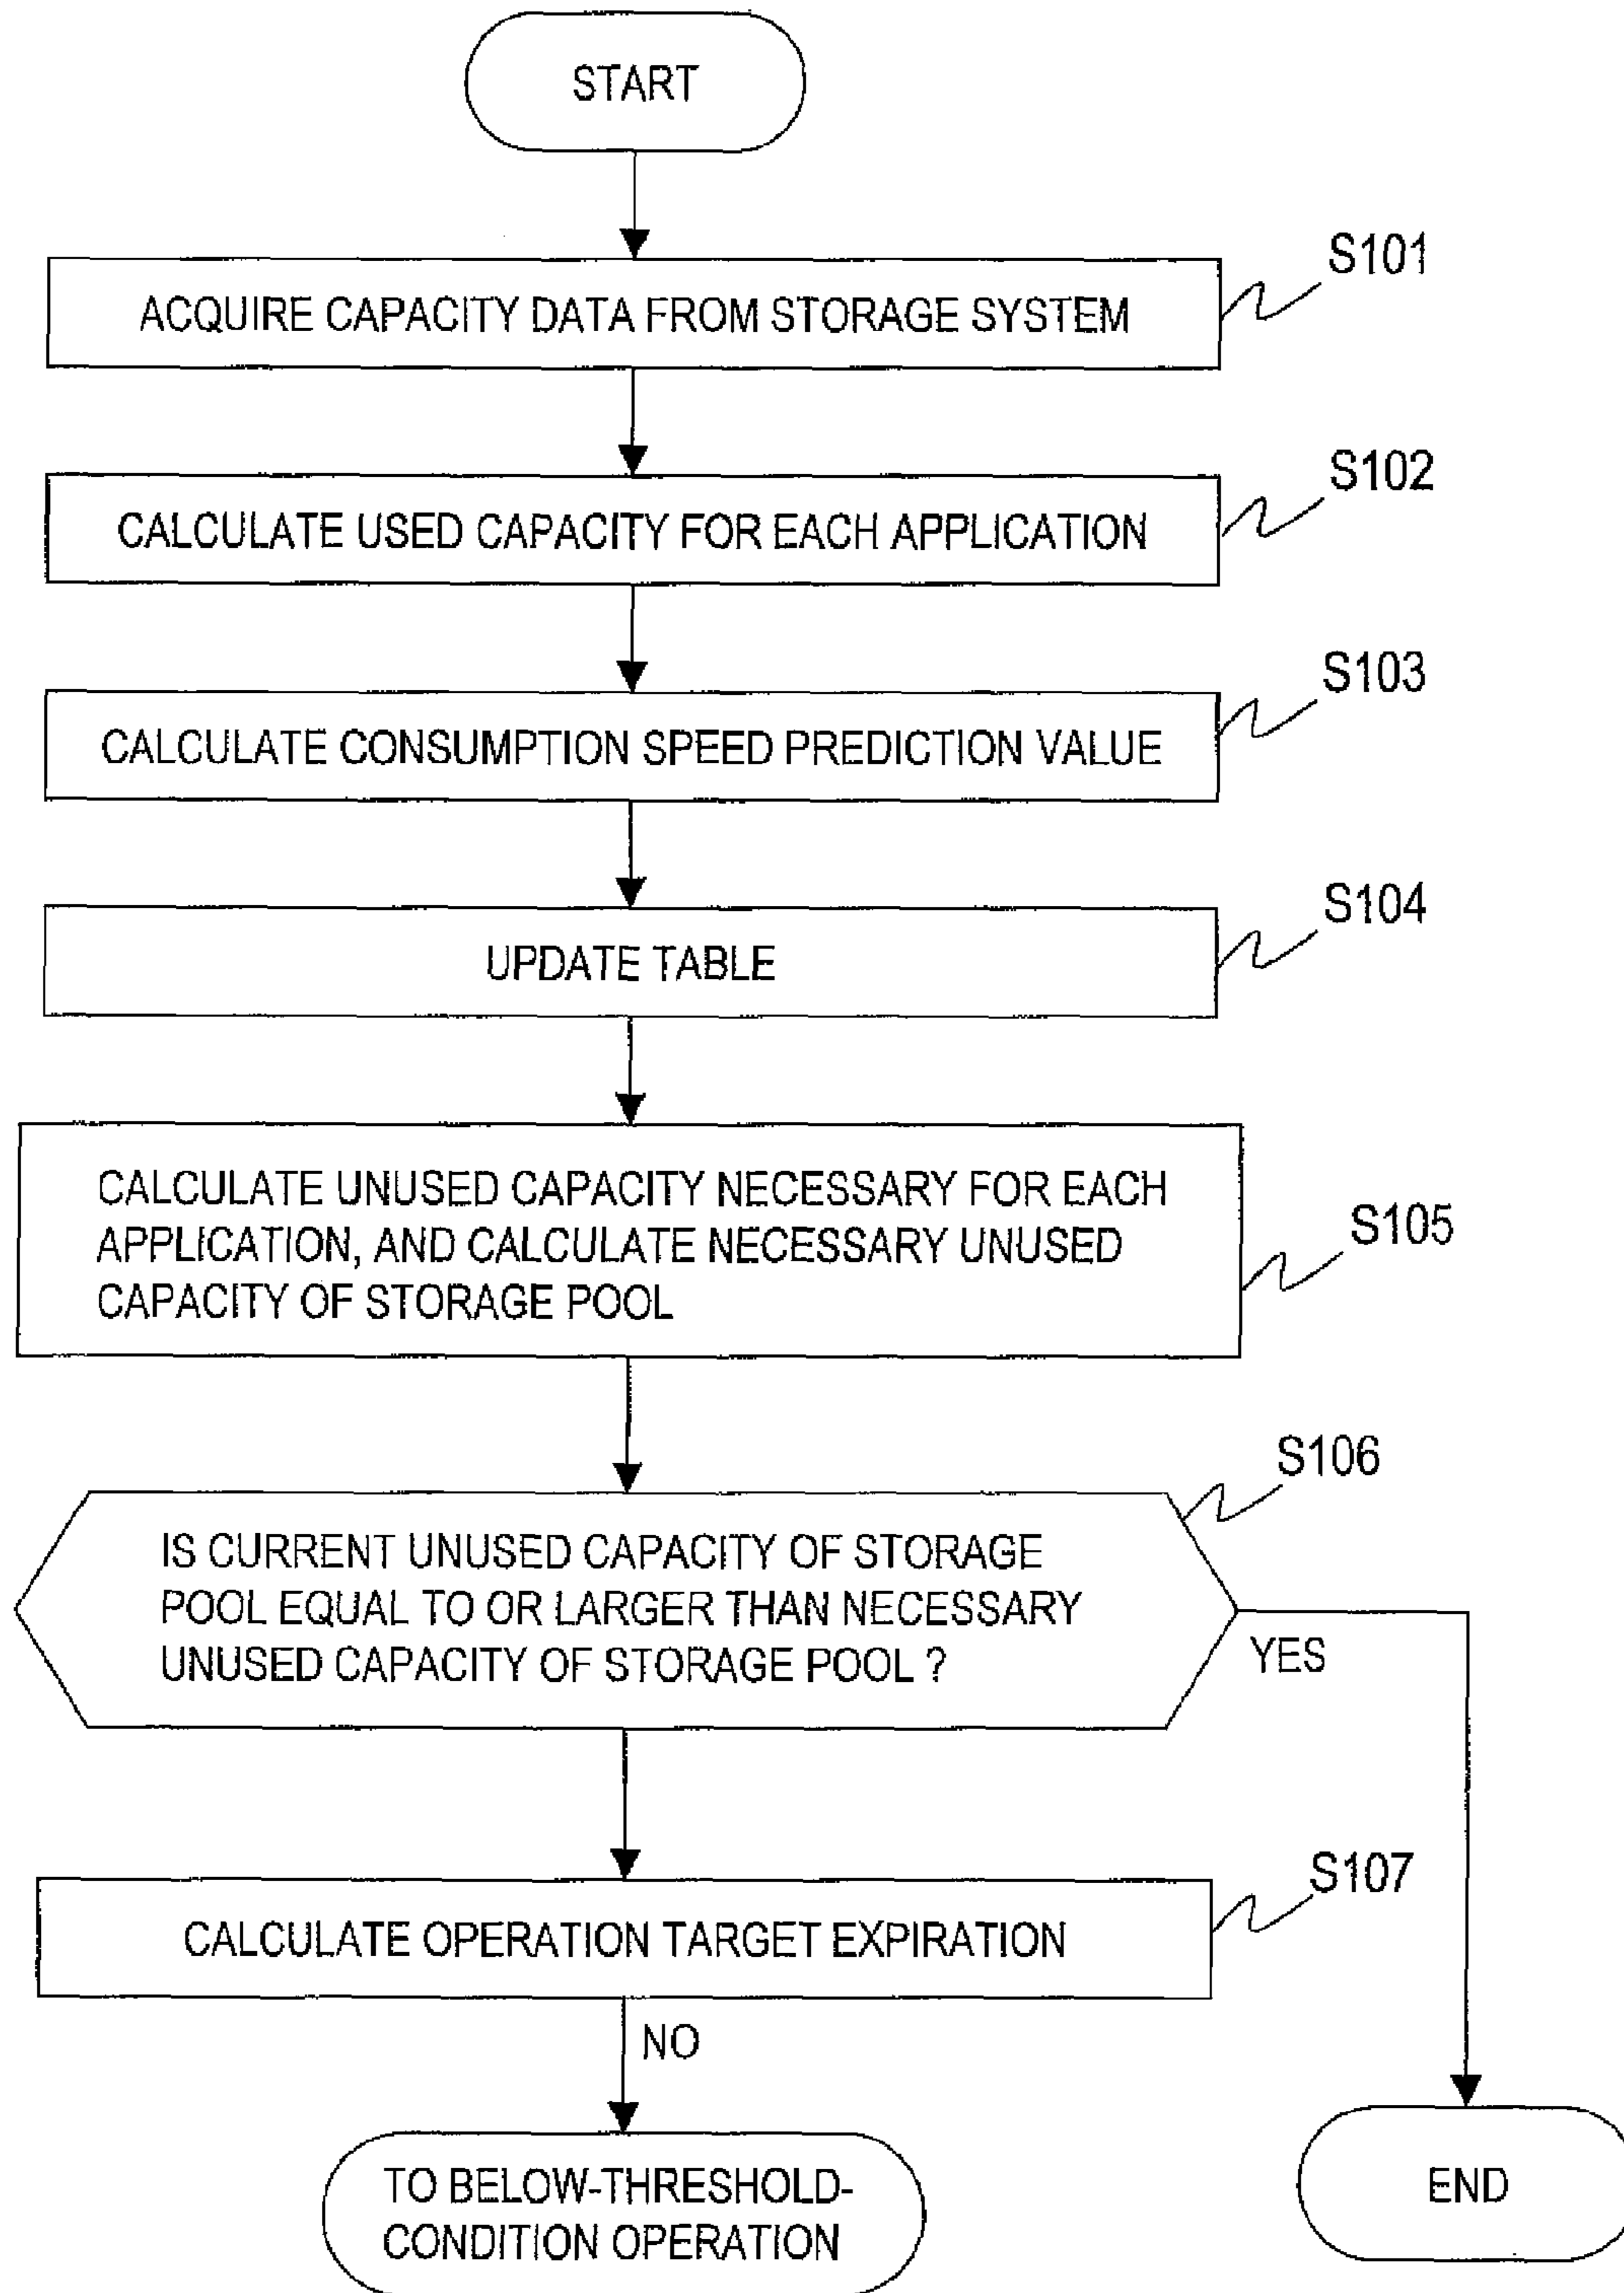 START
S101
ACQUIRE CAPACITY DATA FROM STORAGE SYSTEM
S102
CALCULATE USED CAPACITY FOR EACH APPLICATION
S103
CALCULATE CONSUMPTION SPEED PREDICTION VALUE
S104
UPDATE TABLE
CALCULATE UNUSED CAPACITY NECESSARY FOR EACH
APPLICATION, AND CALCULATE NECESSARY UNUSED
CAPACITY OF STORAGE POOL
S105
S106
IS CURRENT UNUSED CAPACITY OF STORAGE
POOL EQUAL TO OR LARGER THAN NECESSARY
UNUSED CAPACITY OF STORAGE POOL ?
YES
S107
CALCULATE OPERATION TARGET EXPIRATION
NO
TO BELOW-THRESHOLD-
CONDITION OPERATION
END